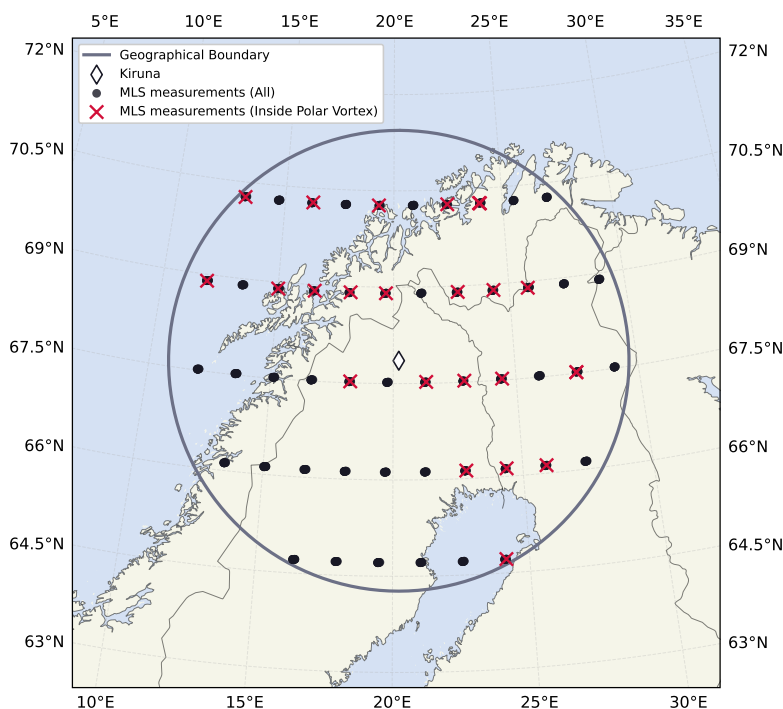 5°E 10°E 15°E 20°E 25°E 30°E 35°E
72°N 72°N
Geographical Boundary
Kiruna
MLS measurements (All)
MLS measurements (Inside Polar Vortex)
70.5°N 70.5°N
69°N 69°N
67.5°N 67.5°N
66°N 66°N
64.5°N 64.5°N
63°N 63°N
10°E 15°E 20°E 25°E 30°E